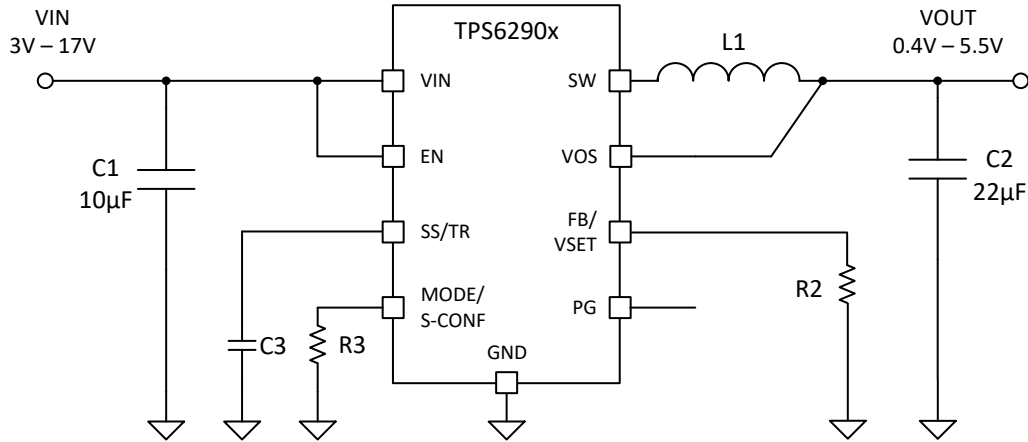 VIN
3V – 17V
TPS6290x
VOUT
0.4V – 5.5V
L1
VIN
SW
EN
VOS
C1
10µF
C2
22µF
SS/TR
FB/
VSET
R2
MODE/
S-CONF
PG
C3
R3
GND